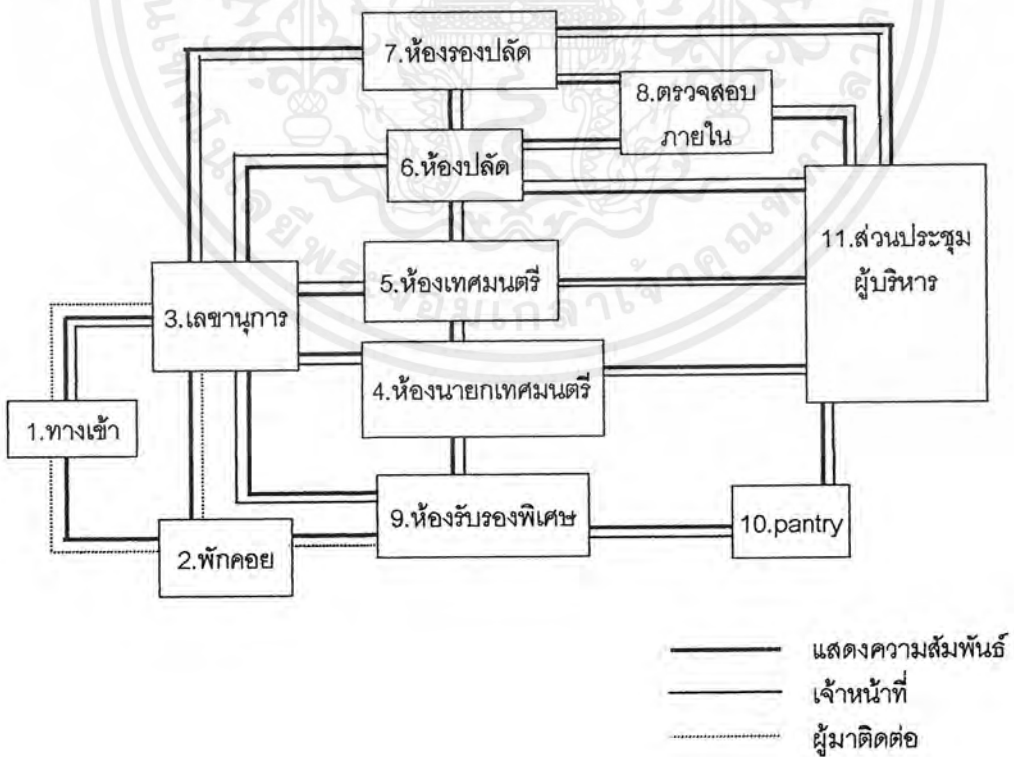 7.ห้องรองปลัด
8.ตรวจสอบ
ภายใน
6.ห้องปลัด
11.ส่วนประชุม
ผู้บริหาร
5.ห้องเทศมนตรี
3.เลขานุการ
4.ห้องนายกเทศมนตรี
1.ทางเข้า
9.ห้องรับรองพิเศษ
10.pantry
2.พักคอย
แสดงความสัมพันธ์
เจ้าหน้าที่
ผู้มาติดต่อ